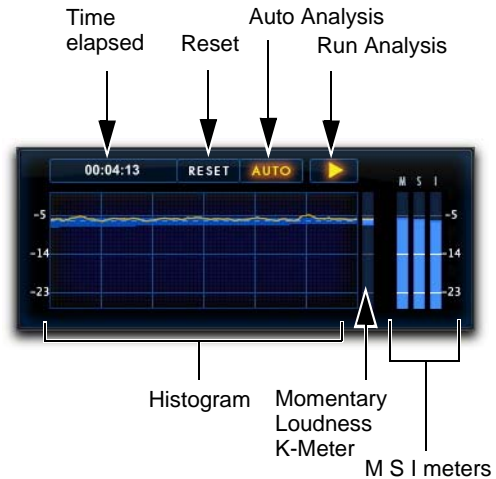 Time
elapsed
Reset
Auto Analysis
Run Analysis
00:04:13
RESET
AUTO
M S I
-5
-14
-23
-5
-14
-23
Histogram
Momentary
Loudness
K-Meter
M S I meters